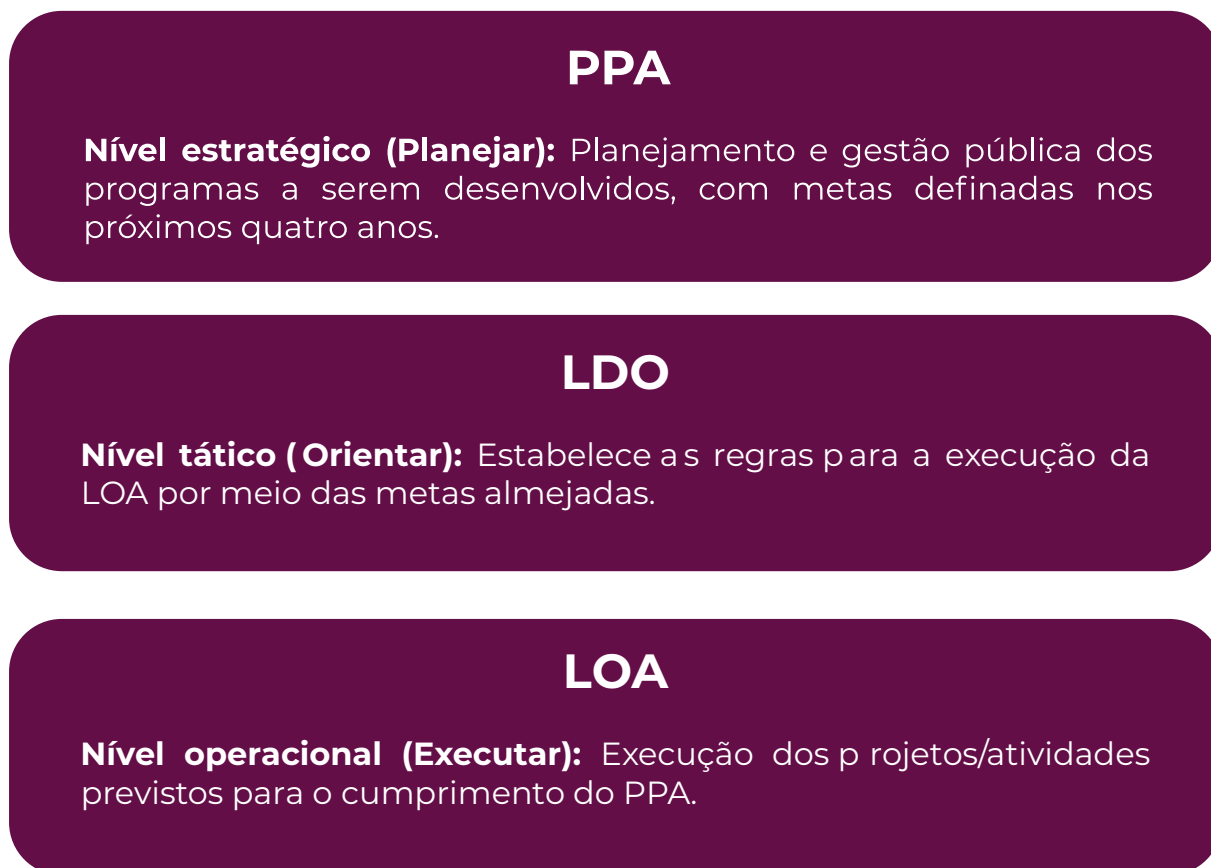 PPA
Nível estratégico (Planejar): Planejamento e gestão pública dos
programas a serem desenvolvidos, com metas definadas nos
próximos quatro anos.
LDO
Nível tático ( Orientar): Estabelece a s regras p ara a execução da
LOA por meio das metas almejadas.
LOA
Nível operacional (Executar): Execução dos p rojetos/atividades
previstos para o cumprimento do PPA.